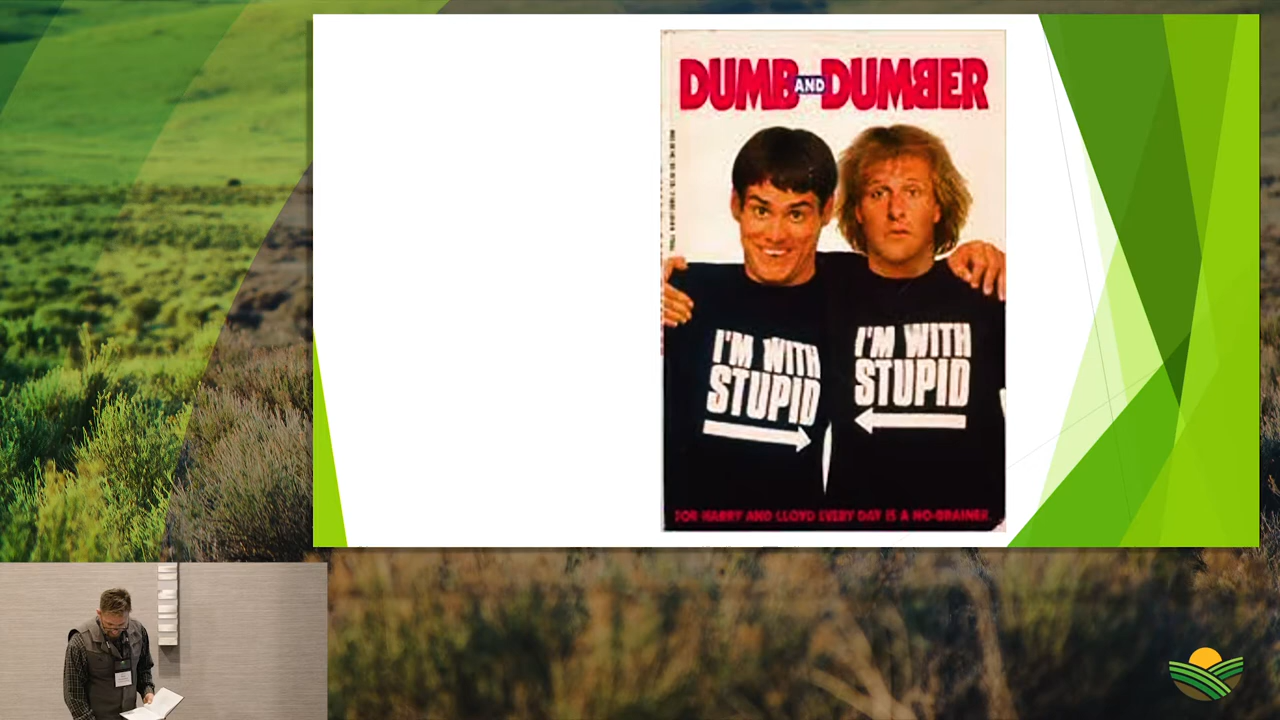 DUMB AND DUMBER
I'M WITH
STUPID
I'M WITH
STUPID
FOR HARRY AND LLOYD EVERY DAY IS A NO-BRAINER.